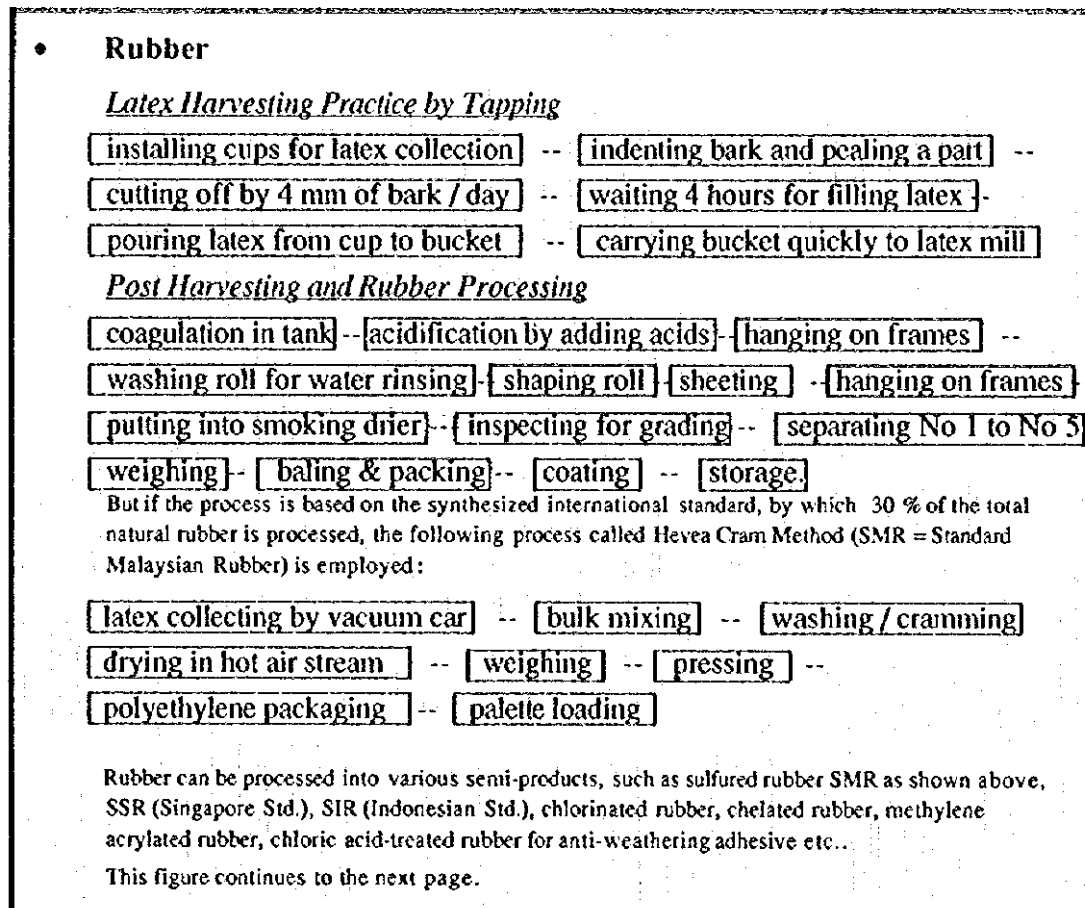 • Rubber
Latex Harvesting Practice by Tapping
installing cups for latex collection -- indenting bark and pealing a part --
cutting off by 4 mm of bark / day -- waiting 4 hours for filling latex -
pouring latex from cup to bucket -- carrying bucket quickly to latex mill
Post Harvesting and Rubber Processing
coagulation in tank -- acidification by adding acids -- hanging on frames --
washing roll for water rinsing - shaping roll - sheeting -- hanging on frames -
putting into smoking drier -- inspecting for grading -- separating No 1 to No 5
weighing -- baling & packing -- coating -- storage.
But if the process is based on the synthesized international standard, by which 30 % of the total
natural rubber is processed, the following process called Hevea Cram Method (SMR = Standard
Malaysian Rubber) is employed:
latex collecting by vacuum car -- bulk mixing -- washing / cramming
drying in hot air stream -- weighing -- pressing --
polyethylene packaging -- palette loading
Rubber can be processed into various semi-products, such as sulfured rubber SMR as shown above,
SSR (Singapore Std.), SIR (Indonesian Std.), chlorinated rubber, chelated rubber, methylene
acrylated rubber, chloric acid-treated rubber for anti-weathering adhesive etc..
This figure continues to the next page.